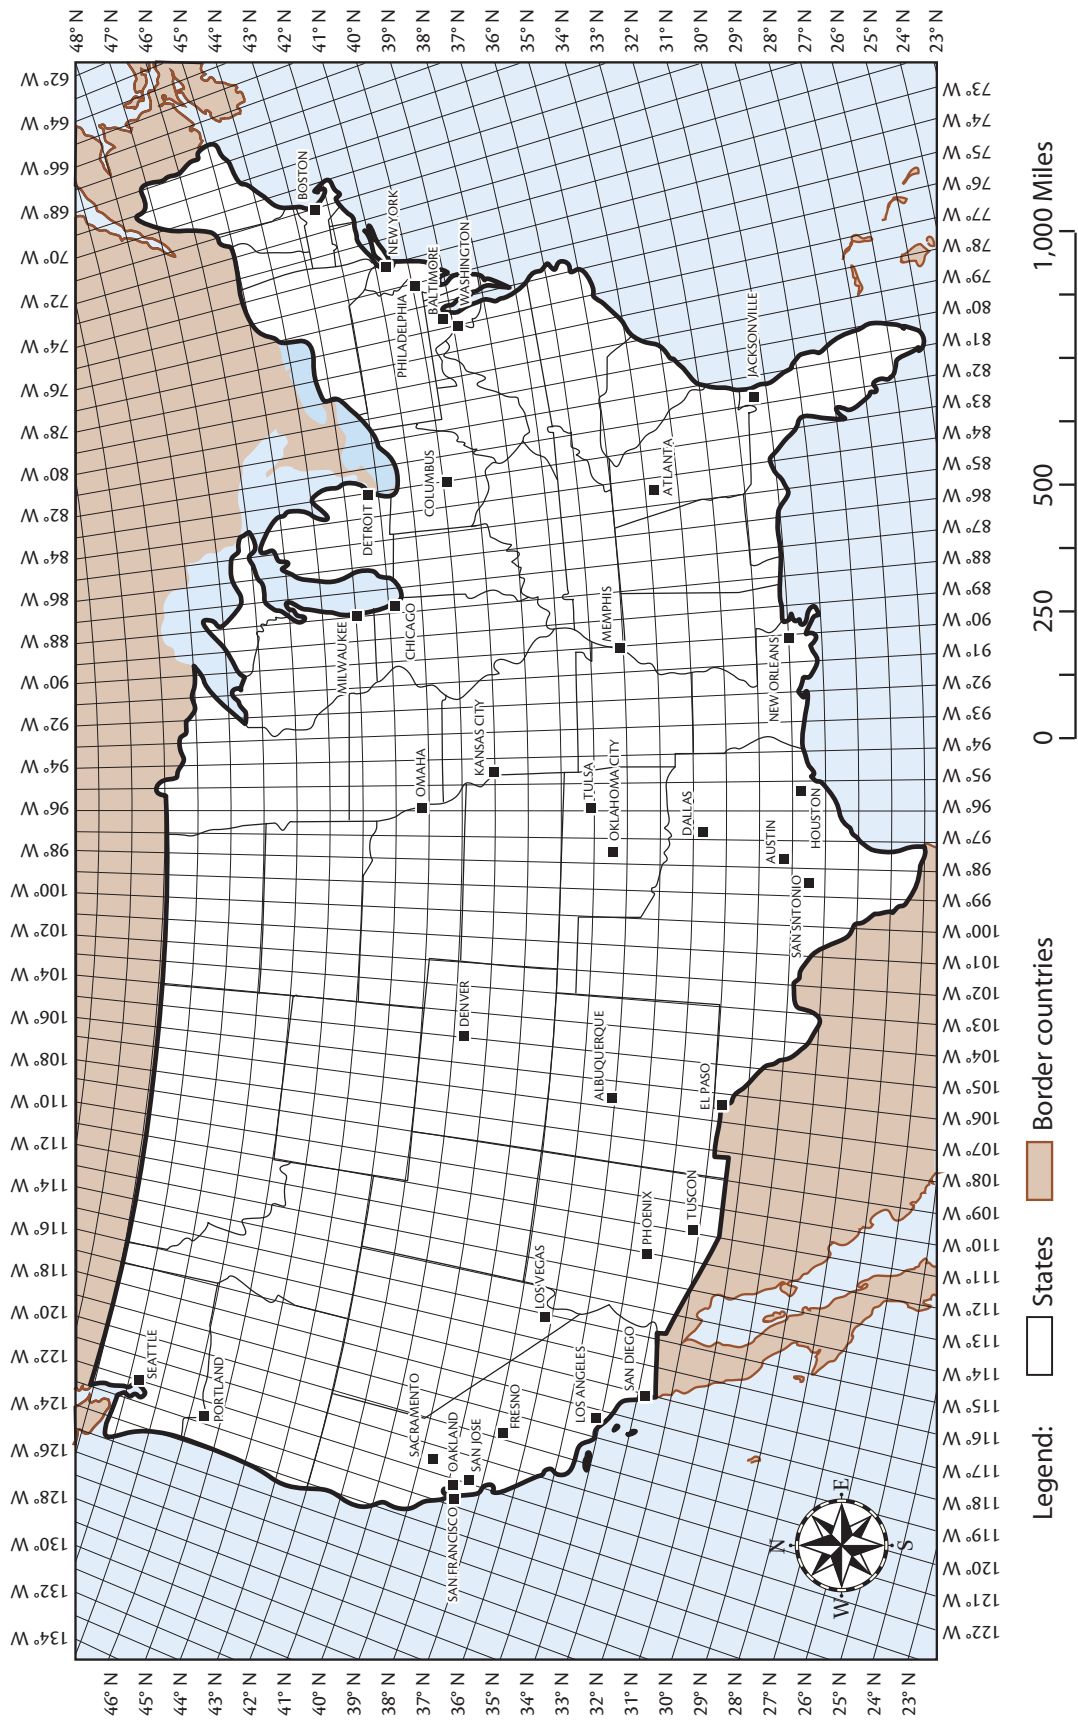 134° W
132° W
130° W
128° W
126° W
124° W
122° W
120° W
118° W
116° W
114° W
112° W
110° W
108° W
106° W
104° W
102° W
100° W
98° W
96° W
94° W
92° W
90° W
88° W
86° W
84° W
82° W
80° W
78° W
76° W
74° W
72° W
70° W
68° W
66° W
64° W
62° W
46° N
45° N
44° N
43° N
42° N
41° N
40° N
39° N
38° N
37° N
36° N
35° N
34° N
33° N
32° N
31° N
30° N
29° N
28° N
27° N
26° N
25° N
24° N
23° N
SEATTLE
PORTLAND
SACRAMENTO
OAKLAND
SAN FRANCISCO
SAN JOSE
FRESNO
LOS VEGAS
LOS ANGELES
SAN DIEGO
PHOENIX
TUSCON
ALBUQUERQUE
EL PASO
DENVER
OMAHA
KANSAS CITY
TULSA
OKLAHOMA CITY
DALLAS
AUSTIN
SAN SNTONIO
HOUSTON
NEW ORLEANS
MEMPHIS
MILWAUKEE
CHICAGO
DETROIT
COLUMBUS
ATLANTA
JACKSONVILLE
BOSTON
NEW YORK
PHILADELPHIA
BALTIMORE
WASHINGTON
N
W
E
S
48° N
47° N
46° N
45° N
44° N
43° N
42° N
41° N
40° N
39° N
38° N
37° N
36° N
35° N
34° N
33° N
32° N
31° N
30° N
29° N
28° N
27° N
26° N
25° N
24° N
23° N
122° W
121° W
120° W
119° W
118° W
117° W
116° W
115° W
114° W
113° W
112° W
111° W
110° W
109° W
108° W
107° W
106° W
105° W
104° W
103° W
102° W
101° W
100° W
99° W
98° W
97° W
96° W
95° W
94° W
93° W
92° W
91° W
90° W
89° W
88° W
87° W
86° W
85° W
84° W
83° W
82° W
81° W
80° W
79° W
78° W
77° W
76° W
75° W
74° W
73° W
Legend: States Border countries
0 250 500 1,000 Miles